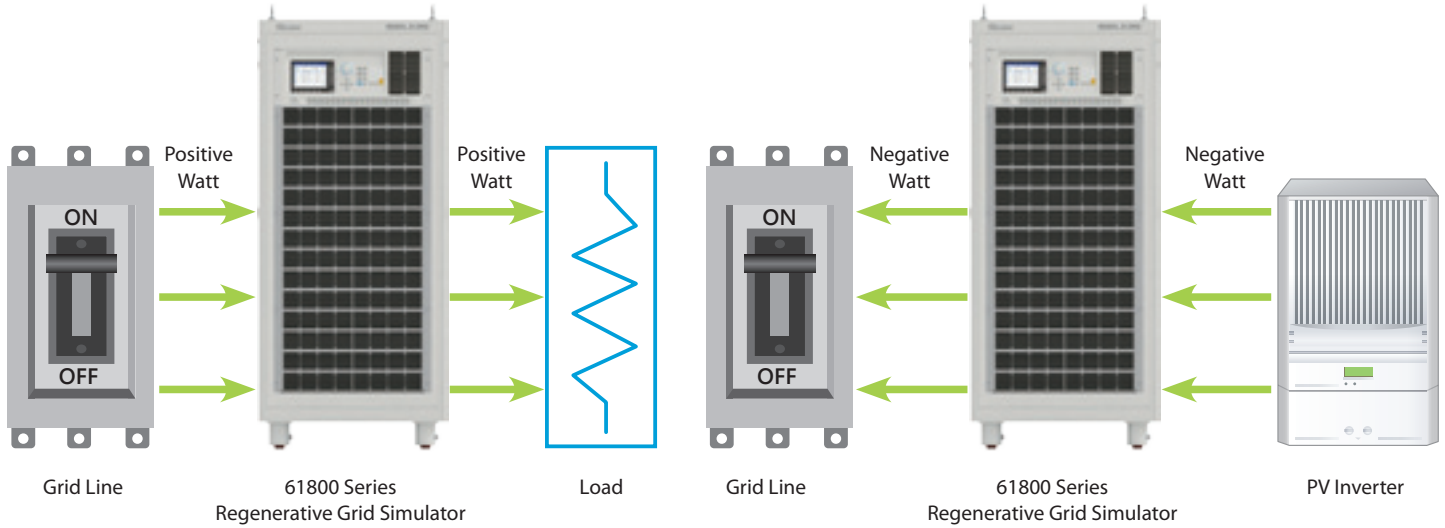 Positive
Watt
Positive
Watt
ON
OFF
Grid Line
61800 Series
Regenerative Grid Simulator
Load
Negative
Watt
Negative
Watt
ON
OFF
Grid Line
61800 Series
Regenerative Grid Simulator
PV Inverter